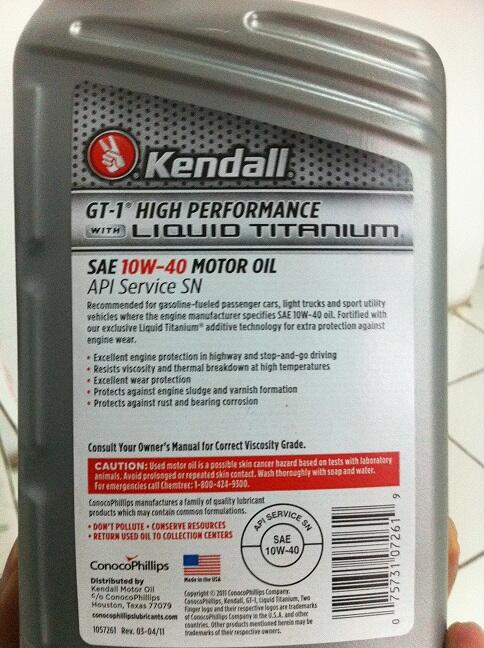 Kendall®
GT-1® HIGH PERFORMANCE
WITH LIQUID TITANIUM®
SAE 10W-40 MOTOR OIL
API Service SN
Recommended for gasoline-fueled passenger cars, light trucks and sport utility
vehicles where the engine manufacturer specifies SAE 10W-40 oil. Fortified with
our exclusive Liquid Titanium® additive technology for extra protection against
engine wear.
• Excellent engine protection in highway and stop-and-go driving
• Resists viscosity and thermal breakdown at high temperatures
• Excellent wear protection
• Protects against engine sludge and varnish formation
• Protects against rust and bearing corrosion
Consult Your Owner's Manual for Correct Viscosity Grade.
CAUTION: Used motor oil is a possible skin cancer hazard based on tests with laboratory
animals. Avoid prolonged or repeated skin contact. Wash thoroughly with soap and water.
For emergencies call Chemtrec: 1-800-424-9300.
ConocoPhillips manufactures a family of quality lubricant
products which may contain common formulations.
• DON'T POLLUTE • CONSERVE RESOURCES
• RETURN USED OIL TO COLLECTION CENTERS
API SERVICE SN
SAE
10W-40
ConocoPhillips
Made in the USA
Distributed by
Kendall Motor Oil
c/o ConocoPhillips
Houston, Texas 77079
conocophillipslubricants.com
1057261 Rev. 03-04/11
Copyright © 2011 ConocoPhillips Company.
ConocoPhillips, Kendall, GT-1, Liquid Titanium, Two
finger logo and their respective logos are trademarks
of ConocoPhillips Company in the U.S.A. and other
countries. Other products mentioned herein may be
trademarks of their respective owners.
0 75731 07261 9